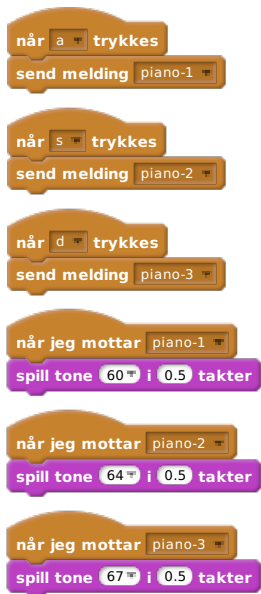 når a trykkes
send melding piano-1
når s trykkes
send melding piano-2
når d trykkes
send melding piano-3
når jeg mottar piano-1
spill tone 60 i 0.5 takter
når jeg mottar piano-2
spill tone 64 i 0.5 takter
når jeg mottar piano-3
spill tone 67 i 0.5 takter